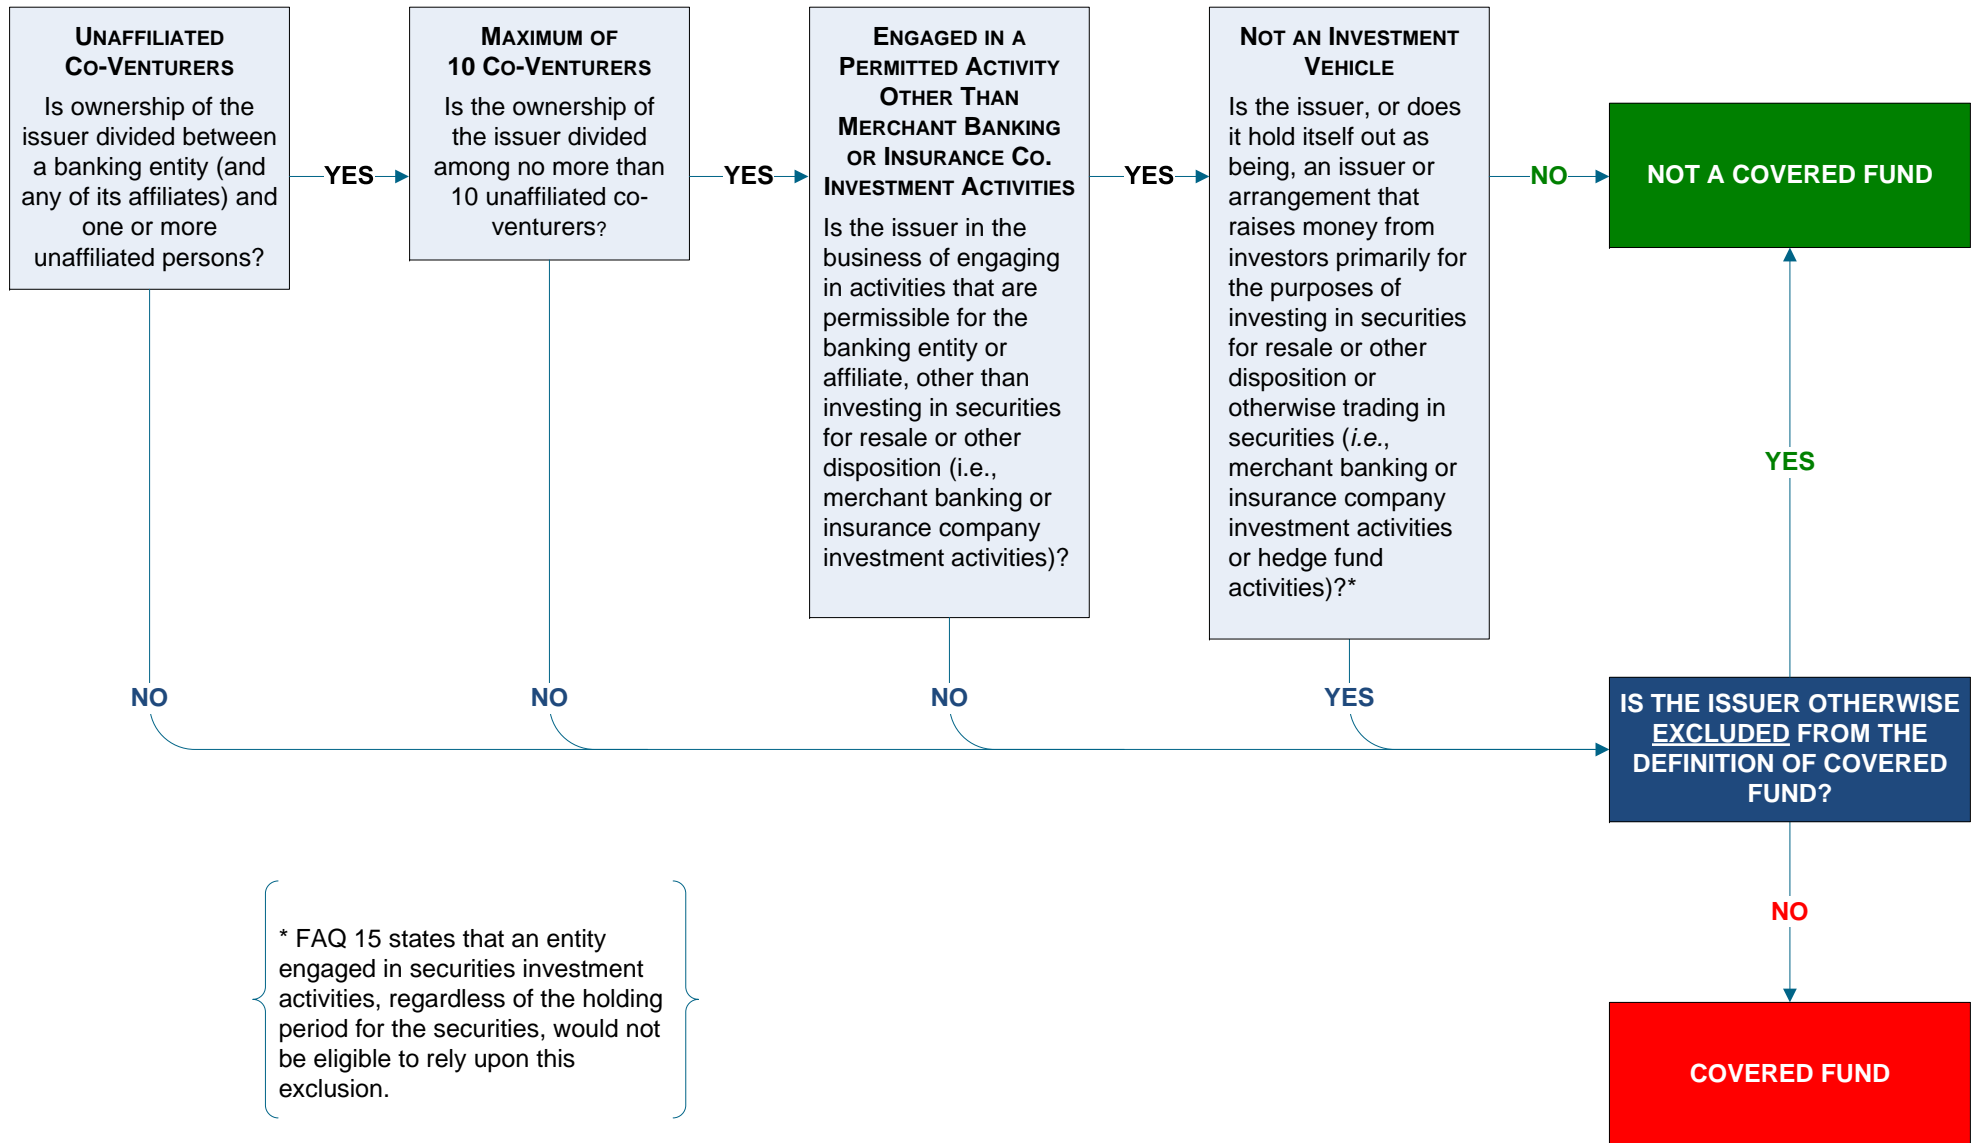 UNAFFILIATED
CO-VENTURERS
Is ownership of the
issuer divided between
a banking entity (and
any of its affiliates) and
one or more
unaffiliated persons?
YES
MAXIMUM OF
10 CO-VENTURERS
Is the ownership of
the issuer divided
among no more than
10 unaffiliated co-
venturers?
YES
ENGAGED IN A
PERMITTED ACTIVITY
OTHER THAN
MERCHANT BANKING
OR INSURANCE CO.
INVESTMENT ACTIVITIES
Is the issuer in the
business of engaging
in activities that are
permissible for the
banking entity or
affiliate, other than
investing in securities
for resale or other
disposition (i.e.,
merchant banking or
insurance company
investment activities)?
YES
NOT AN INVESTMENT
VEHICLE
Is the issuer, or does
it hold itself out as
being, an issuer or
arrangement that
raises money from
investors primarily for
the purposes of
investing in securities
for resale or other
disposition or
otherwise trading in
securities (i.e.,
merchant banking or
insurance company
investment activities
or hedge fund
activities)?*
NO
NOT A COVERED FUND
YES
NO
NO
NO
YES
IS THE ISSUER OTHERWISE
EXCLUDED FROM THE
DEFINITION OF COVERED
FUND?
NO
COVERED FUND
* FAQ 15 states that an entity
engaged in securities investment
activities, regardless of the holding
period for the securities, would not
be eligible to rely upon this
exclusion.